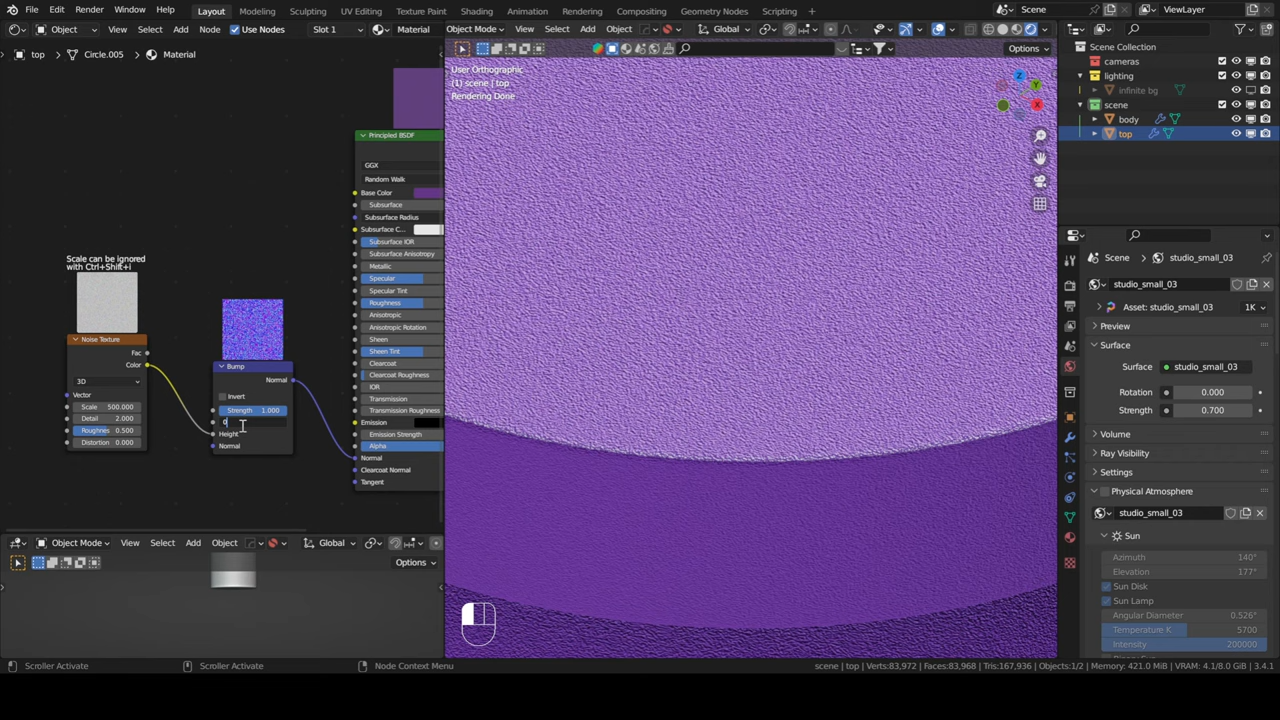 File Edit Render Window Help Layout Modeling Sculpting UV Editing Texture Paint Shading Animation Rendering Compositing Geometry Nodes Scripting Scene ViewLayer
Object View Select Add Node Use Nodes Slot 1 Material
Object Mode View Select Add Object Global
top > Circle.005 > Material
Options
User Orthographic
(1) scene | top
Rendering Done
Z
Y
X
Scene Collection
cameras
lighting
infinite bg
scene
body
top
Principled BSDF
GGX
Random Walk
Base Color
Subsurface
Subsurface Radius
Subsurface C...
Subsurface IOR
Subsurface Anisotropy
Metallic
Specular
Specular Tint
Roughness
Anisotropic
Anisotropic Rotation
Sheen
Sheen Tint
Clearcoat
Clearcoat Roughness
IOR
Transmission
Transmission Roughness
Emission
Emission Strength
Alpha
Normal
Clearcoat Normal
Tangent
Scale can be ignored
with Ctrl+Shift+i
Noise Texture
Fac
Color
3D
Vector
Scale 500.000
Detail 2.000
Roughnes 0.500
Distortion 0.000
Bump
Normal
Invert
Strength 1.000
0
Height
Normal
Scene > studio_small_03
studio_small_03
Asset: studio_small_03 1K
Preview
Surface
Surface studio_small_03
Rotation 0.000
Strength 0.700
Volume
Ray Visibility
Settings
Physical Atmosphere
studio_small_03
Sun
Azimuth 140°
Elevation 177°
Sun Disk
Sun Lamp
Angular Diameter 0.526°
Temperature K 5700
Intensity 200000
Object Mode View Select Add Object Global
Options
Scroller Activate Scroller Activate Node Context Menu scene | top | Verts:83,972 | Faces:83,968 | Tris:167,936 | Objects:1/2 | Memory: 421.0 MiB | VRAM: 4.1/8.0 GiB | 3.4.1